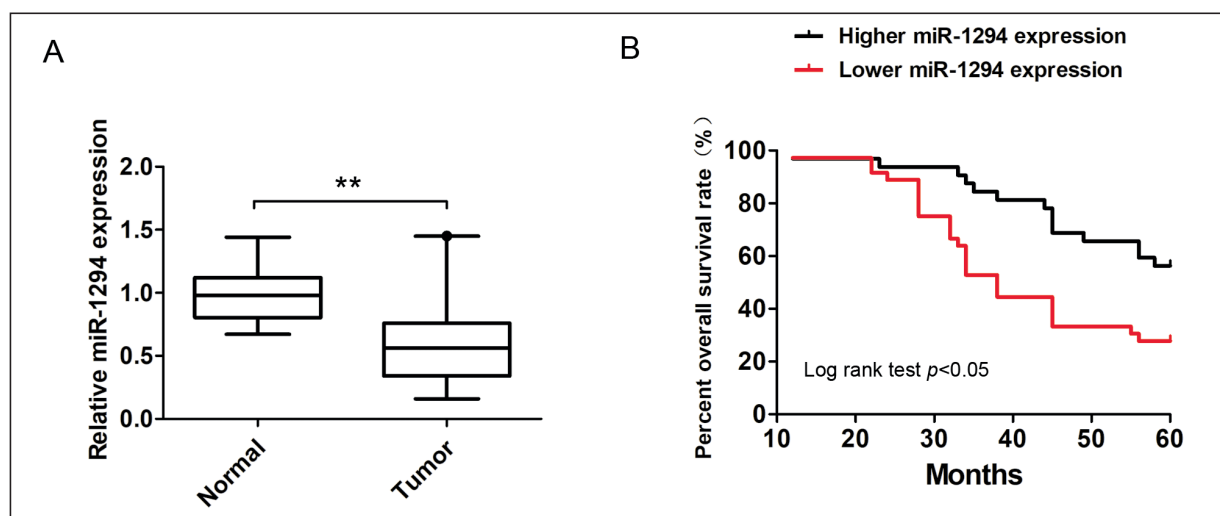 A
Relative miR-1294 expression
2.0
1.5
1.0
0.5
0.0
**
Normal
Tumor
B
Higher miR-1294 expression
Lower miR-1294 expression
Percent overall survival rate（%）
100
80
60
40
20
0
Log rank test p<0.05
10
20
30
40
50
60
Months